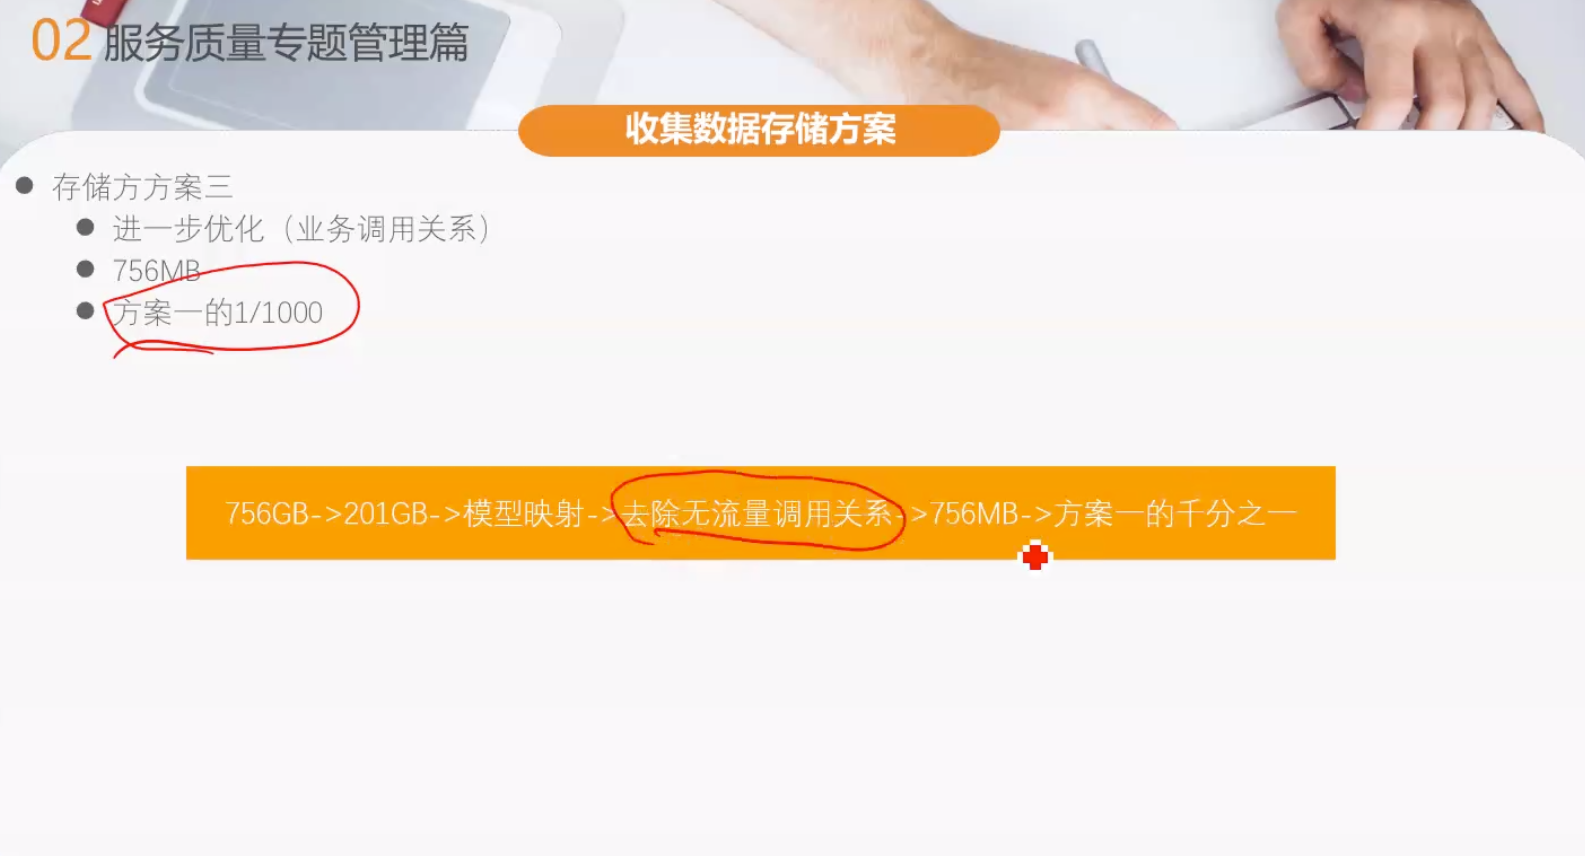 02 服务质量专题管理篇
收集数据存储方案
存储方方案三
进一步优化（业务调用关系）
756MB
方案一的1/1000
756GB->201GB->模型映射->去除无流量调用关系->756MB->方案一的千分之一